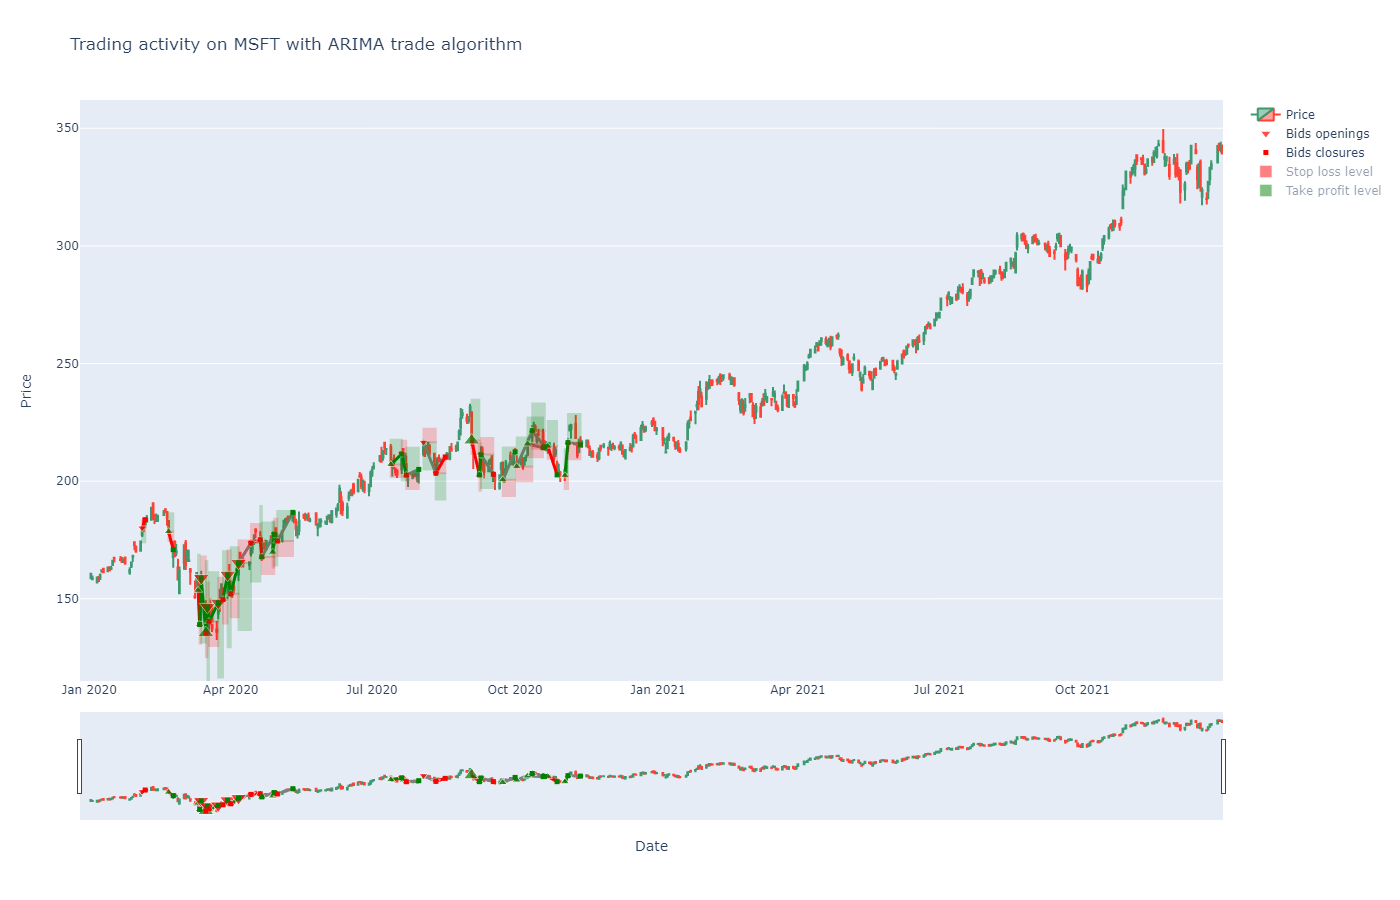 Trading activity on MSFT with ARIMA trade algorithm
350
300
250
200
150
Price
Jan 2020
Apr 2020
Jul 2020
Oct 2020
Jan 2021
Apr 2021
Jul 2021
Oct 2021
Date
Price
Bids openings
Bids closures
Stop loss level
Take profit level